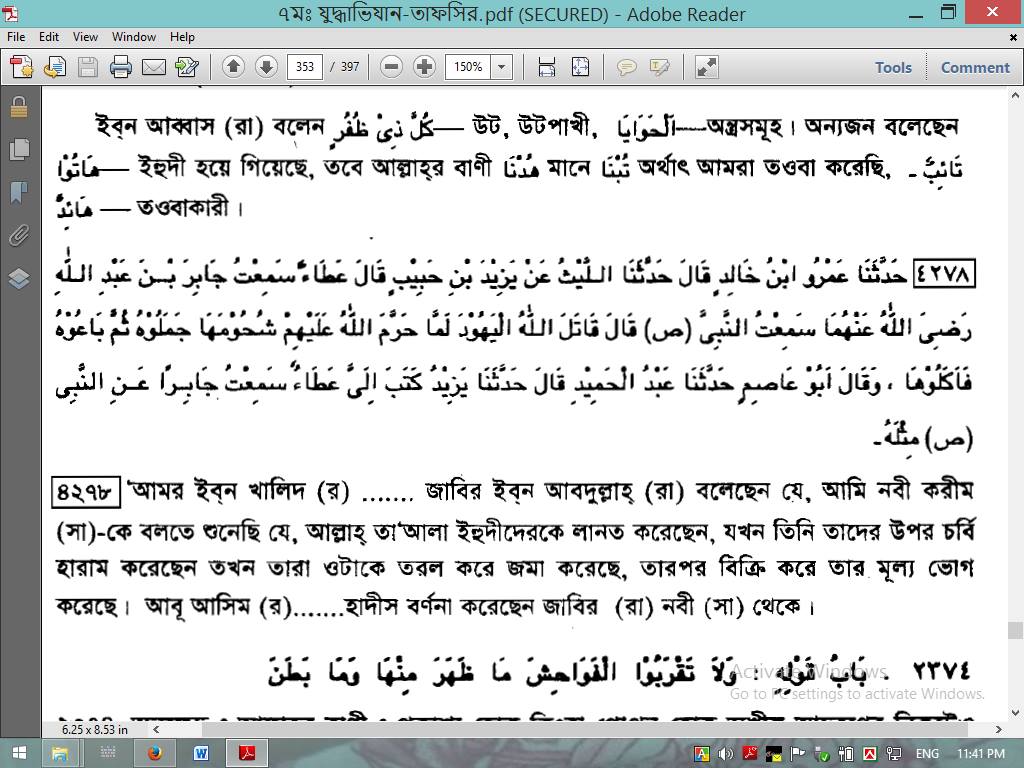 ৭মঃ যুদ্ধাভিযান-তাফসির.pdf (SECURED) - Adobe Reader
File Edit View Window Help
353 / 397 150% Tools Comment
ইব্‌ন আব্বাস (রা) বলেন كُلَّ ذِىْ ظُفُرٍ— উট, উটপাখী, اَلْحَوَايَا—অন্ত্রসমূহ। অন্যজন বলেছেন
هَادُوْا— ইহুদী হয়ে গিয়েছে, তবে আল্লাহ্‌র বাণী هُدْنَا মানে تُبْنَا অর্থাৎ আমরা তওবা করেছি, تَائِبٌ -
هَائِدٌ — তওবাকারী।
٤٢٧٨ حَدَّثَنَا عَمْرُو ابْنُ خَالِدٍ قَالَ حَدَّثَنَا اللَّيْثُ عَنْ يَزِيْدَ بْنِ حَبِيْبٍ قَالَ عَطَاءٌ سَمِعْتُ جَابِرَ بْنَ عَبْدِ اللّٰهِ
رَضِىَ اللّٰهُ عَنْهُمَا سَمِعْتُ النَّبِىَّ (ص) قَالَ قَاتَلَ اللّٰهُ الْيَهُوْدَ لَمَّا حَرَّمَ اللّٰهُ عَلَيْهِمْ شُحُوْمَهَا جَمَلُوْهُ ثُمَّ بَاعُوْهُ
فَاَكَلُوْهَا ، وَقَالَ اَبُوْ عَاصِمٍ حَدَّثَنَا عَبْدُ الْحَمِيْدِ قَالَ حَدَّثَنَا يَزِيْدُ كَتَبَ اِلَىَّ عَطَاءٌ سَمِعْتُ جَابِرًا عَنِ النَّبِى
(ص) مِثْلَهُ -
৪২৭৮ 'আমর ইব্‌ন খালিদ (র) ....... জাবির ইব্‌ন আবদুল্লাহ্ (রা) বলেছেন যে, আমি নবী করীম
(সা)-কে বলতে শুনেছি যে, আল্লাহ্ তা'আলা ইহুদীদেরকে লানত করেছেন, যখন তিনি তাদের উপর চর্বি
হারাম করেছেন তখন তারা ওটাকে তরল করে জমা করেছে, তারপর বিক্রি করে তার মূল্য ভোগ
করেছে। আবূ আসিম (র).......হাদীস বর্ণনা করেছেন জাবির (রা) নবী (সা) থেকে।
٢٣٧٤ . بَابُ قَوْلِهِ : وَلاَ تَقْرَبُوْا الْفَوَاحِشَ مَا ظَهَرَ مِنْهَا وَمَا بَطَنَ
Activate Windows
Go to PC settings to activate Windows.
6.25 x 8.53 in
ENG 11:41 PM